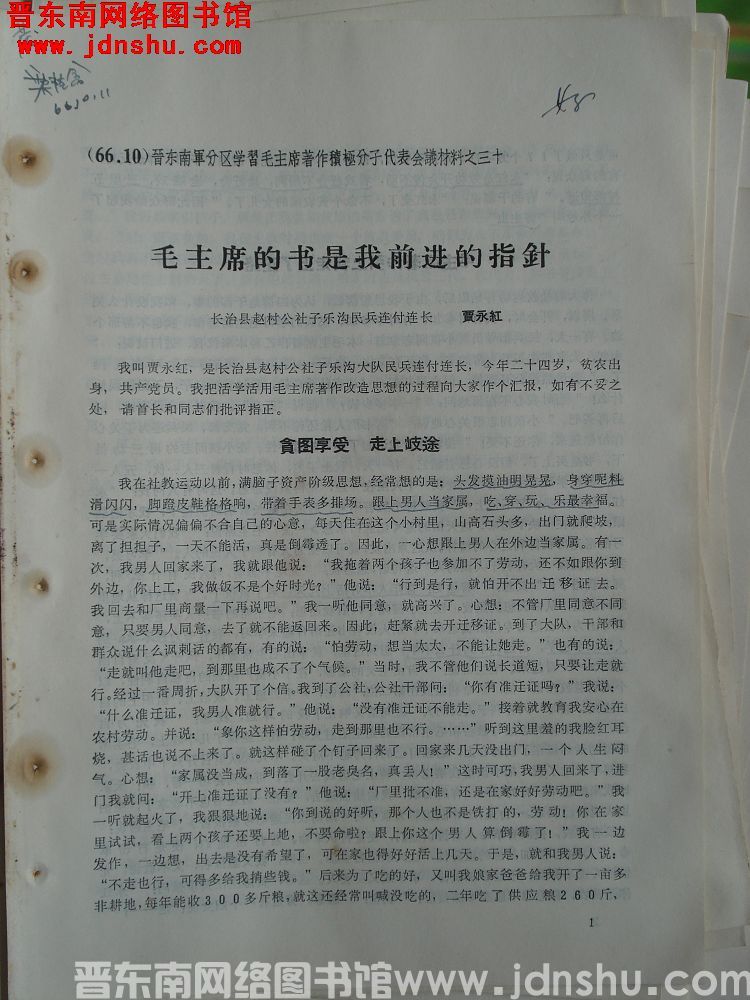 晋东南网络图书馆
www.jdnshu.com
66.10.11
(66.10)晋东南軍分区学習毛主席著作積極分子代表会議材料之三十
毛主席的书是我前进的指針
长治县赵村公社子乐沟民兵连付连长 賈永紅
我叫贾永红，是长治县赵村公社子乐沟大队民兵连付连长，今年二十四岁，贫农出
身，共产党员。我把活学活用毛主席著作改造思想的过程向大家作个汇报，如有不妥之
处，请首长和同志们批评指正。
貪图享受 走上歧途
我在社教运动以前，满脑子资产阶级思想，经常想的是：头发摸油明晃晃，身穿呢料
滑闪闪，脚蹬皮鞋格格响，带着手表多排场。跟上男人当家属，吃、穿、玩、乐最幸福。
可是实际情况偏偏不合自己的心意，每天住在这个小村里，山高石头多，出门就爬坡，
离了担担子，一天不能活，真是倒霉透了。因此，一心想跟上男人在外边当家属。有一
次，我男人回家来了，我就跟他说：“我拖着两个孩子也参加不了劳动，还不如跟你到
外边，你上工，我做饭不是个好时光？”他说：“行到是行，就怕开不出迁移证去。
我回去和厂里商量一下再说吧。”我一听他同意，就高兴了。心想：不管厂里同意不同
意，只要男人同意，去了就不能返回来。因此，赶紧就去开迁移证。到了大队，干部和
群众说什么讽刺话的都有，有的说：“怕劳动，想当太太，不能让她走。”也有的说：
“走就叫他走吧，到那里也成不了个气候。”当时，我不管他们说长道短，只要让走就
行。经过一番周折，大队开了个信。我到了公社，公社干部问：“你有准迁证吗？”我说：
“什么准迁证，我男人准就行。”他说：“没有准迁证不能走。”接着就教育我安心在
农村劳动。并说：“象你这样怕劳动，走到那里也不行。……”听到这里羞的我脸红耳
烧，甚话也说不上来了。就这样碰了个钉子回来了。回家来几天没出门，一个人生闷
气。心想：“家属没当成，到落了一股老臭名，真丢人！”这时可巧，我男人回来了，进
门我就问：“开上准迁证了没有？”他说：“厂里批不准，还是在家好好劳动吧。”我
一听就起火了，我狠狠地说：“你到说的好听，那个人也不是铁打的，劳动！你在家
里试试，看上两个孩子还要上地，不要命啦？跟上你这个男人算倒霉了！”我一边
发作，一边想，出去是没有希望了，可在家也得好好活上几天。于是，就和我男人说：
“不走也行，可得多给我捎些钱。”后来为了吃的好，又叫我娘家爸爸给我开了一亩多
非耕地，每年能收３００多斤粮，就这还经常叫喊没吃的，二年吃了供应粮２６０斤、
1
晋东南网络图书馆www.jdnshu.com